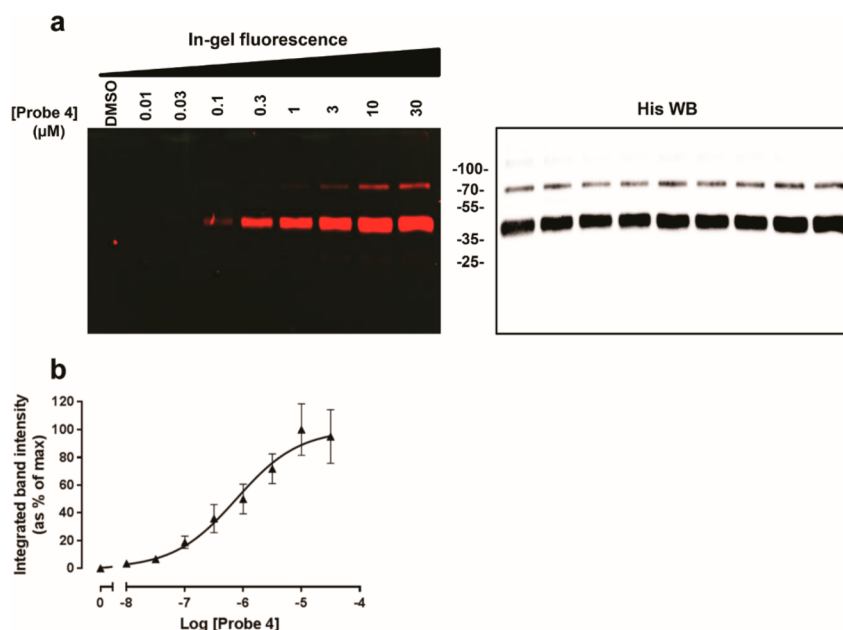 a
In-gel fluorescence
[Probe 4]
(µM)
DMSO
0.01
0.03
0.1
0.3
1
3
10
30
His WB
-100-
-70-
-55-
-35-
-25-
b
Integrated band intensity
(as % of max)
120
100
80
60
40
20
0
0 -8 -7 -6 -5 -4
Log [Probe 4]